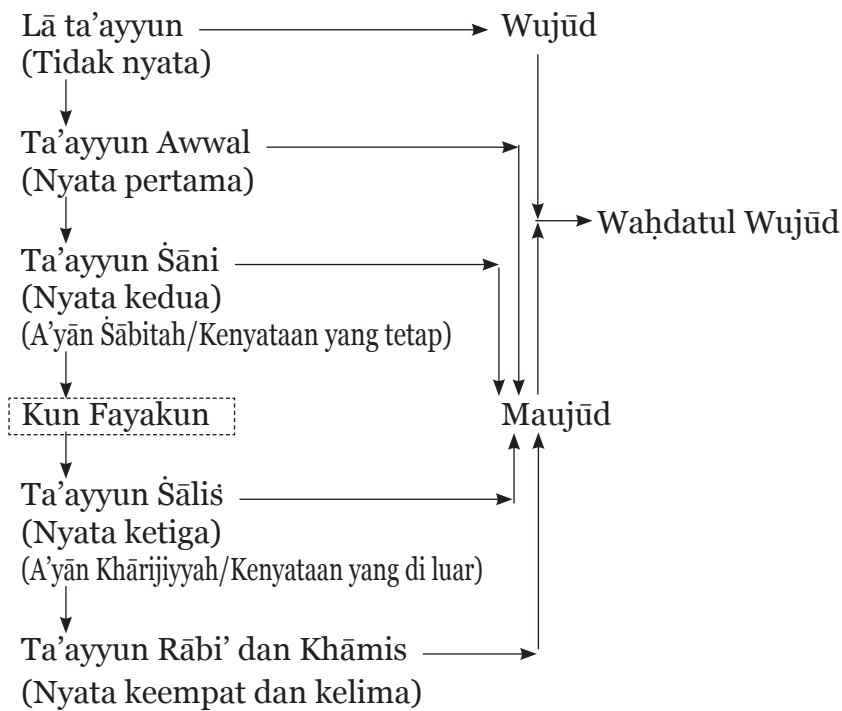 Lā ta’ayyun
Wujūd
(Tidak nyata)
Ta’ayyun Awwal
(Nyata pertama)
Waḥdatul Wujūd
Ta’ayyun Ṡāni
(Nyata kedua)
(A’yān Ṡābitah/Kenyataan yang tetap)
Kun Fayakun
Maujūd
Ta’ayyun Ṡāliṡ
(Nyata ketiga)
(A’yān Khārijiyyah/Kenyataan yang di luar)
Ta’ayyun Rābi’ dan Khāmis
(Nyata keempat dan kelima)